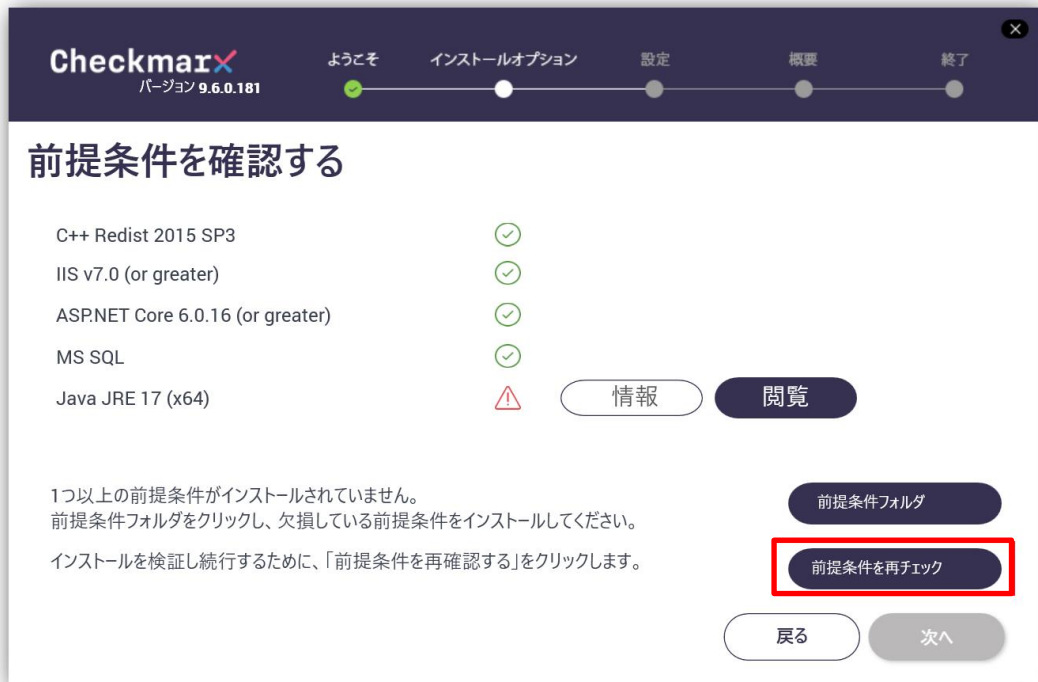 Checkmarx
バージョン 9.6.0.181
ようこそ
インストールオプション
設定
概要
終了
前提条件を確認する
C++ Redist 2015 SP3
IIS v7.0 (or greater)
ASP.NET Core 6.0.16 (or greater)
MS SQL
Java JRE 17 (x64)
情報
閲覧
1つ以上の前提条件がインストールされていません。
前提条件フォルダをクリックし、欠損している前提条件をインストールしてください。
前提条件フォルダ
インストールを検証し続行するために、「前提条件を再確認する」をクリックします。
前提条件を再チェック
戻る
次へ